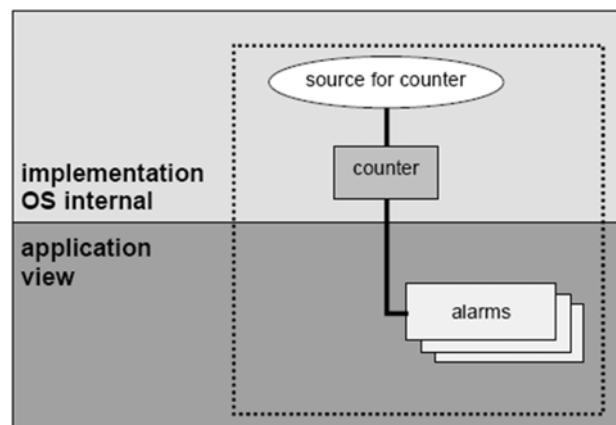 source for counter
counter
implementation
OS internal
application
view
alarms